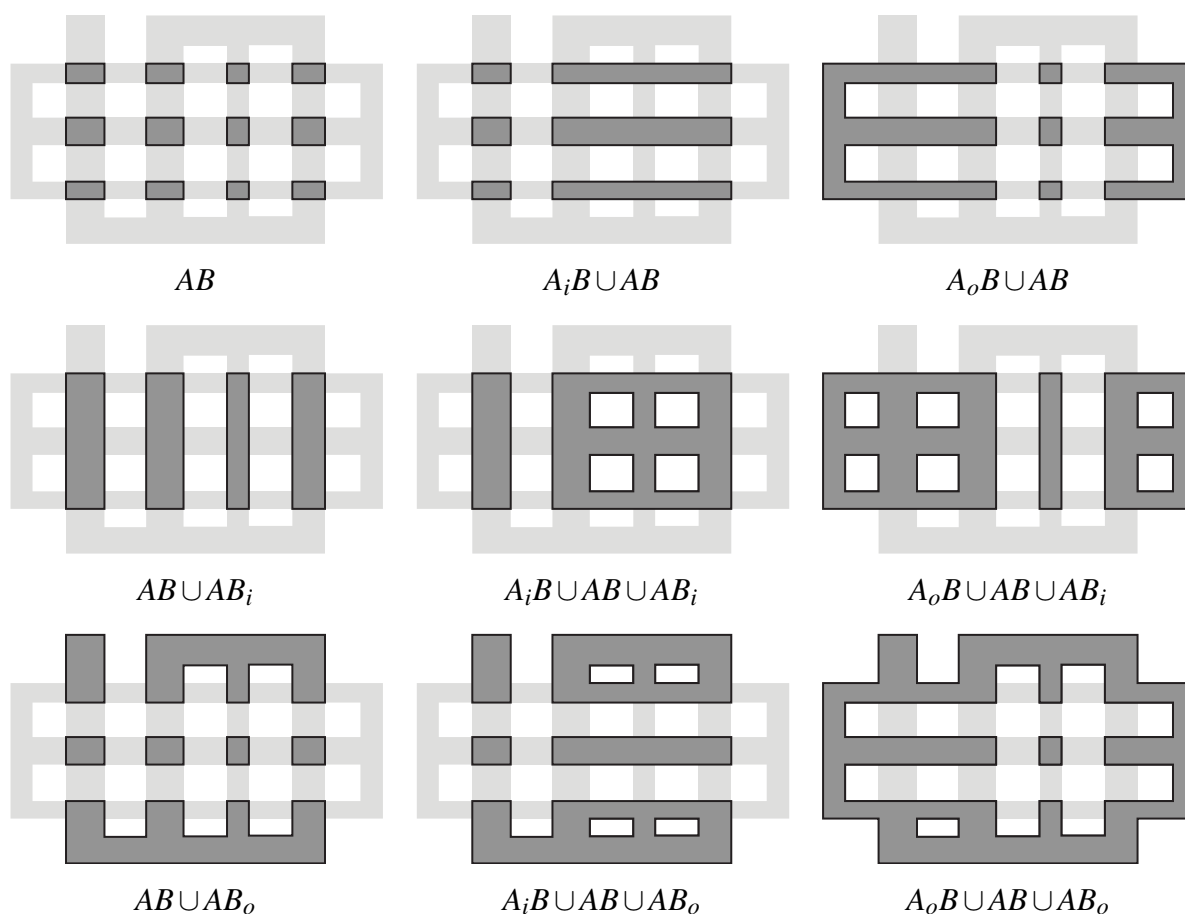 AB A_iB ∪ AB A_oB ∪ AB
AB ∪ AB_i A_iB ∪ AB ∪ AB_i A_oB ∪ AB ∪ AB_i
AB ∪ AB_o A_iB ∪ AB ∪ AB_o A_oB ∪ AB ∪ AB_o